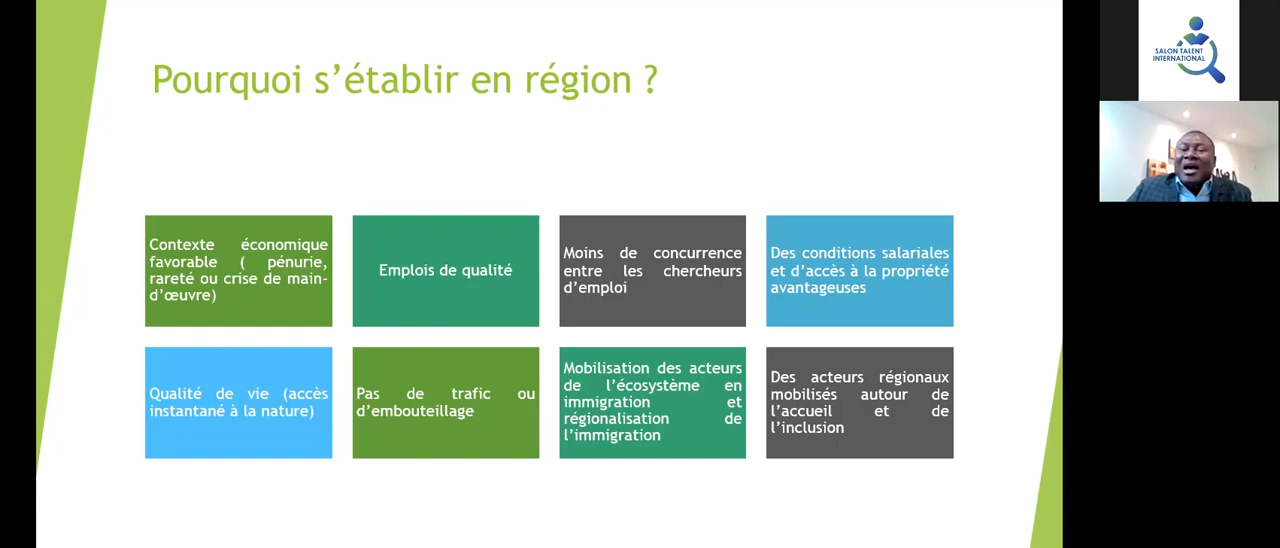 Pourquoi s'établir en région ?
SALON TALENT
INTERNATIONAL
Contexte économique
favorable ( pénurie,
rareté ou crise de main-
d'œuvre)
Emplois de qualité
Moins de concurrence
entre les chercheurs
d'emploi
Des conditions salariales
et d'accès à la propriété
avantageuses
Qualité de vie (accès
instantané à la nature)
Pas de trafic ou
d'embouteillage
Mobilisation des acteurs
de l'écosystème en
immigration et
régionalisation de
l'immigration
Des acteurs régionaux
mobilisés autour de
l'accueil et de
l'inclusion